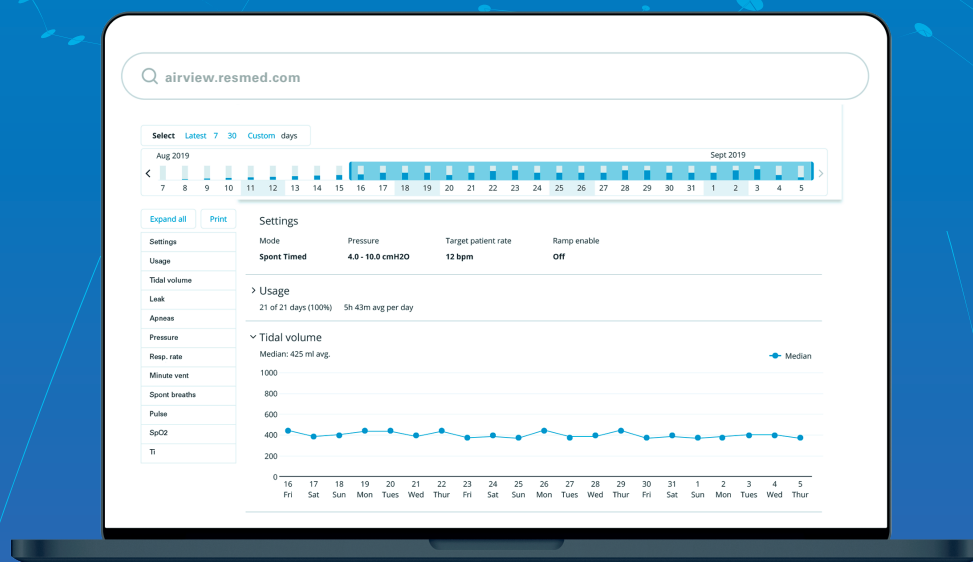 airview.resmed.com
Select Latest 7 30 Custom days
Aug 2019 Sept 2019
7 8 9 10 11 12 13 14 15 16 17 18 19 20 21 22 23 24 25 26 27 28 29 30 31 1 2 3 4 5
Expand all Print
Settings
Usage
Tidal volume
Leak
Apneas
Pressure
Resp. rate
Minute vent
Spont breaths
Pulse
SpO2
Ti
Settings
Mode Pressure Target patient rate Ramp enable
Spont Timed 4.0 - 10.0 cmH2O 12 bpm Off
Usage
21 of 21 days (100%) 5h 43m avg per day
Tidal volume
Median: 425 ml avg.
Median
1000
800
600
400
200
0
16 17 18 19 20 21 22 23 24 25 26 27 28 29 30 31 1 2 3 4 5
Fri Sat Sun Mon Tues Wed Thur Fri Sat Sun Mon Tues Wed Thur Fri Sat Sun Mon Tues Wed Thur